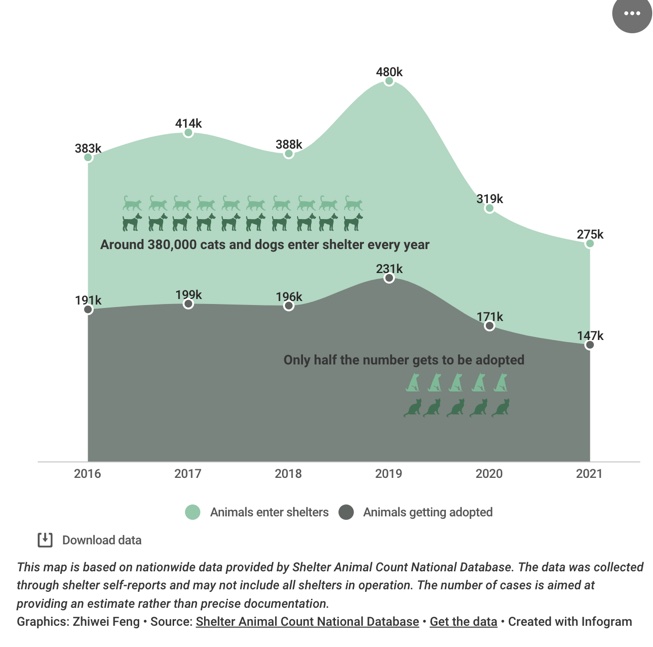 480k
414k
383k
388k
319k
275k
Around 380,000 cats and dogs enter shelter every year
231k
191k
199k
196k
171k
147k
Only half the number gets to be adopted
2016 2017 2018 2019 2020 2021
Animals enter shelters Animals getting adopted
Download data
This map is based on nationwide data provided by Shelter Animal Count National Database. The data was collected
through shelter self-reports and may not include all shelters in operation. The number of cases is aimed at
providing an estimate rather than precise documentation.
Graphics: Zhiwei Feng • Source: Shelter Animal Count National Database • Get the data • Created with Infogram